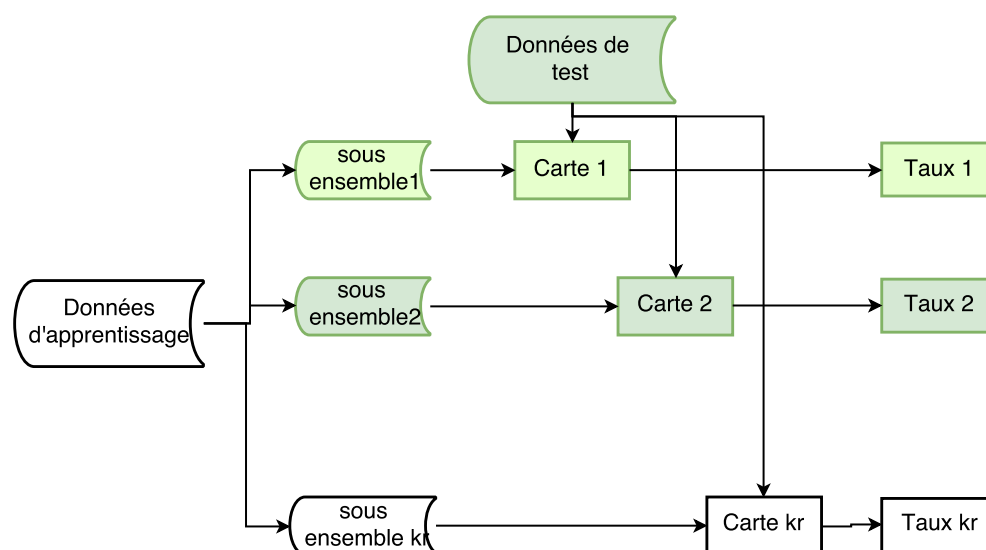 Données de
test
sous
ensemble1
Carte 1
Taux 1
Données
d'apprentissage
sous
ensemble2
Carte 2
Taux 2
sous
ensemble kr
Carte kr
Taux kr